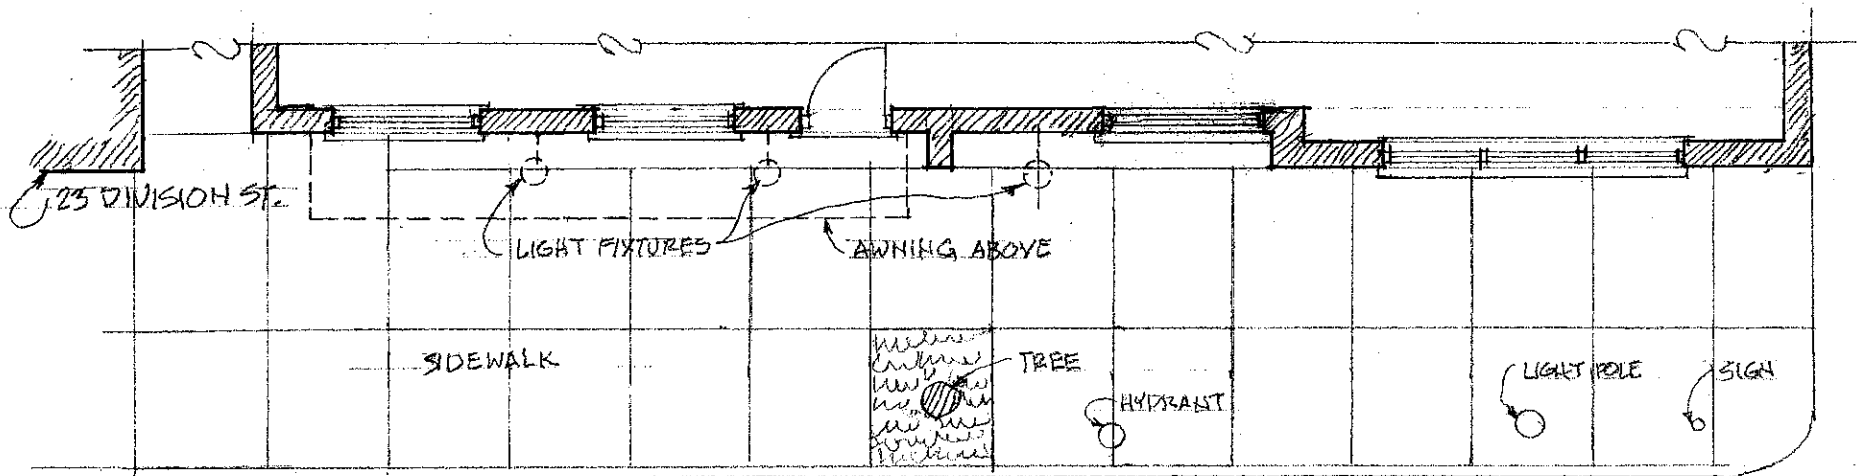 23 DIVISION ST.
LIGHT FIXTURES
AWNING ABOVE
SIDEWALK
TREE
HYDRANT
LIGHT POLE
SIGN